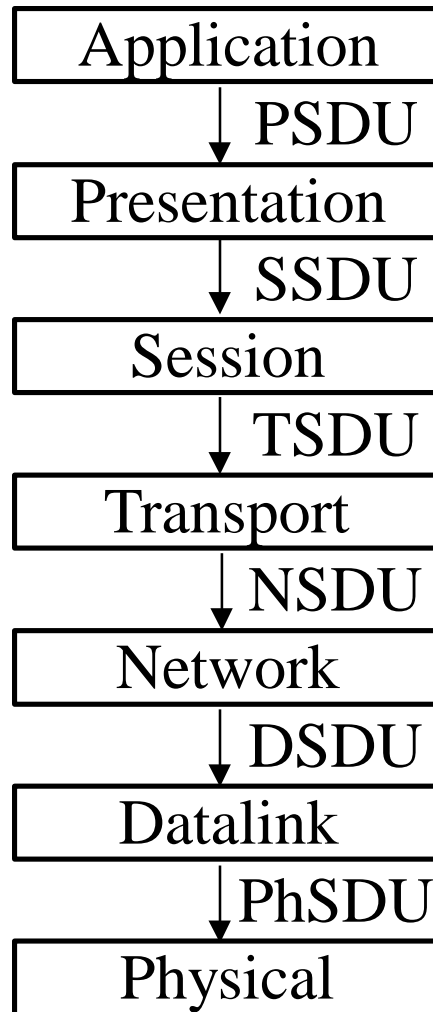 Application
PSDU
Presentation
SSDU
Session
TSDU
Transport
NSDU
Network
DSDU
Datalink
PhSDU
Physical